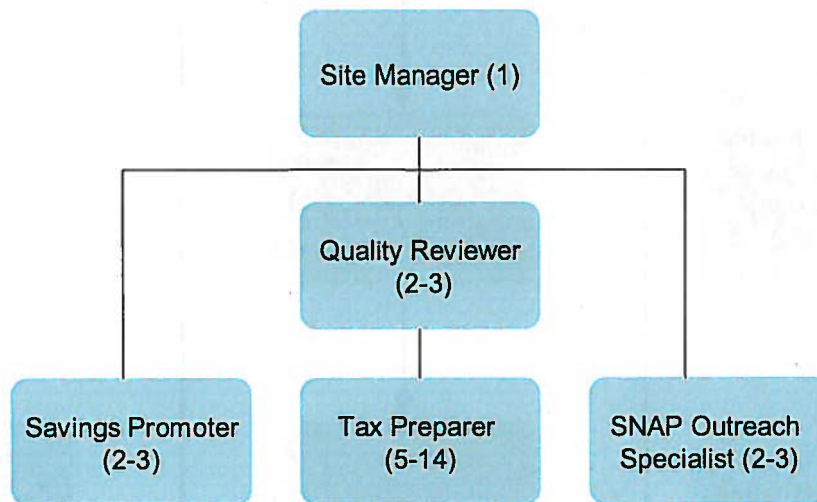 Site Manager (1)
Quality Reviewer
(2-3)
Savings Promoter
(2-3)
Tax Preparer
(5-14)
SNAP Outreach
Specialist (2-3)